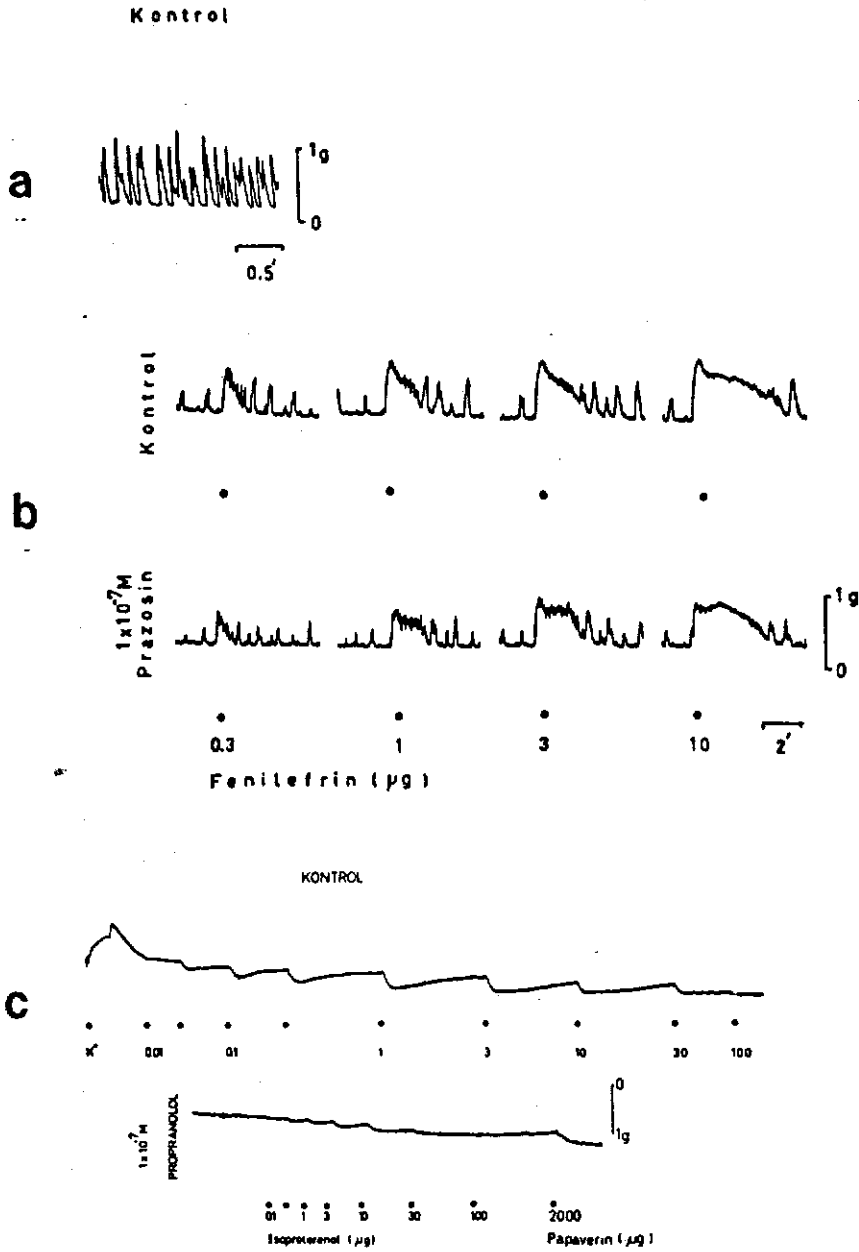 Kontrol
a
1g
0
0.5'
Kontrol
b
1x10⁻⁷M
Prazosin
1g
0
0.3 1 3 10 2'
Fenilefrin (µg)
KONTROL
c
K⁺ 0.01 0.1 1 3 10 30 100
1x10⁻⁷M
PROPRANOLOL
0
1g
01 1 3 10 30 100 2000
Isoproterenol (µg) Papaverin (µg)